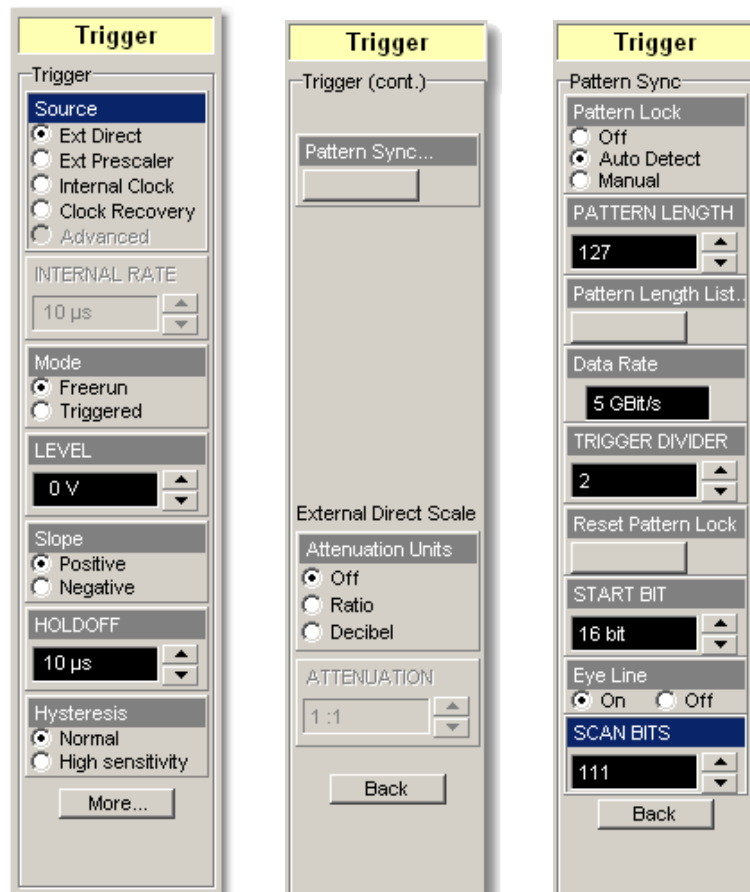 Trigger
Trigger
Source
Ext Direct
Ext Prescaler
Internal Clock
Clock Recovery
Advanced
INTERNAL RATE
10 µs
Mode
Freerun
Triggered
LEVEL
0 V
Slope
Positive
Negative
HOLDOFF
10 µs
Hysteresis
Normal
High sensitivity
More...
Trigger
Trigger (cont.)
Pattern Sync...
External Direct Scale
Attenuation Units
Off
Ratio
Decibel
ATTENUATION
1 :1
Back
Trigger
Pattern Sync
Pattern Lock
Off
Auto Detect
Manual
PATTERN LENGTH
127
Pattern Length List..
Data Rate
5 GBit/s
TRIGGER DIVIDER
2
Reset Pattern Lock
START BIT
16 bit
Eye Line
On Off
SCAN BITS
111
Back